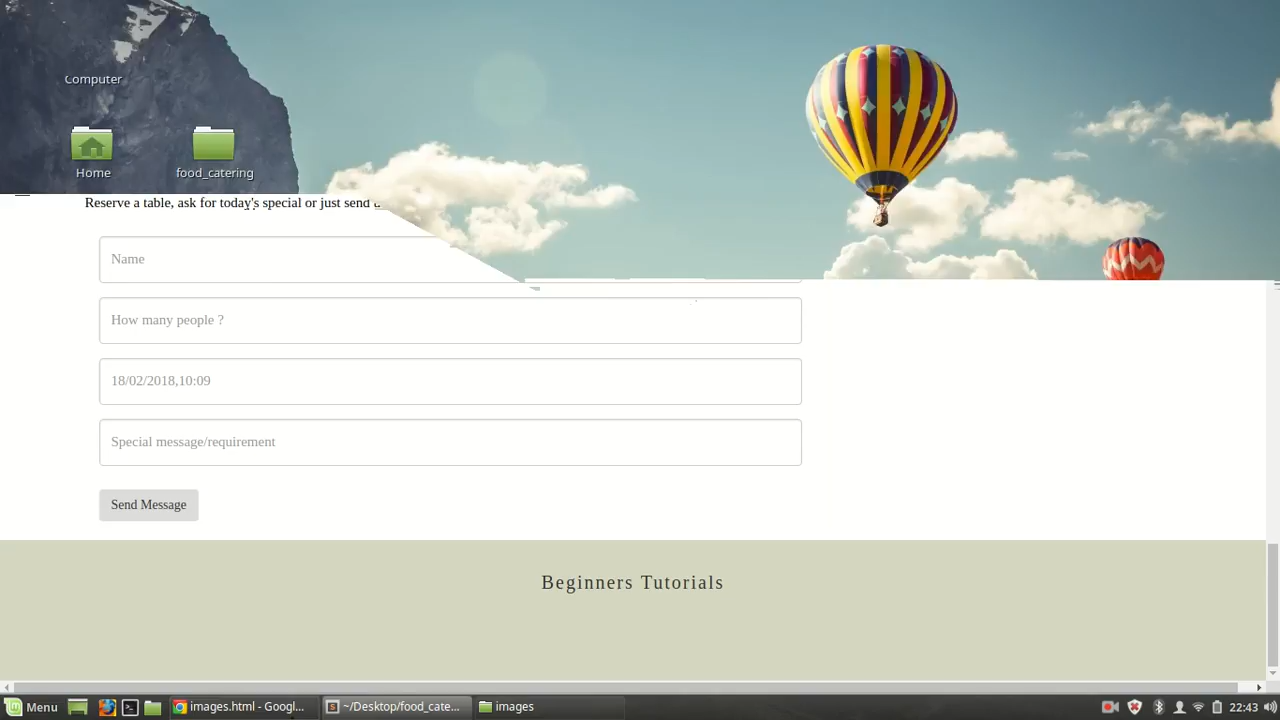 Computer
Home
food_catering
Reserve a table, ask for today's special or just send
Name
How many people ?
18/02/2018,10:09
Special message/requirement
Send Message
Beginners Tutorials
Menu
images.html - Googl...
~/Desktop/food_cate...
images
22:43